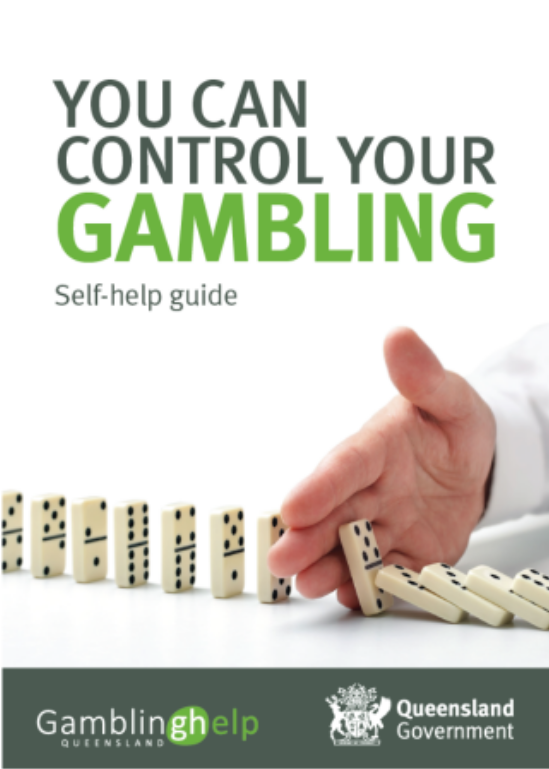 YOU CAN
CONTROL YOUR
GAMBLING
Self-help guide
Gamblinghelp
QUEENSLAND
Queensland
Government